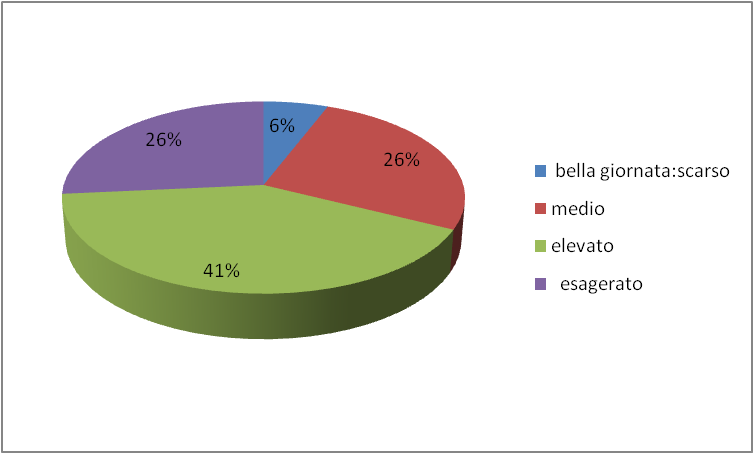 6%
26%
26%
41%
bella giornata:scarso
medio
elevato
esagerato